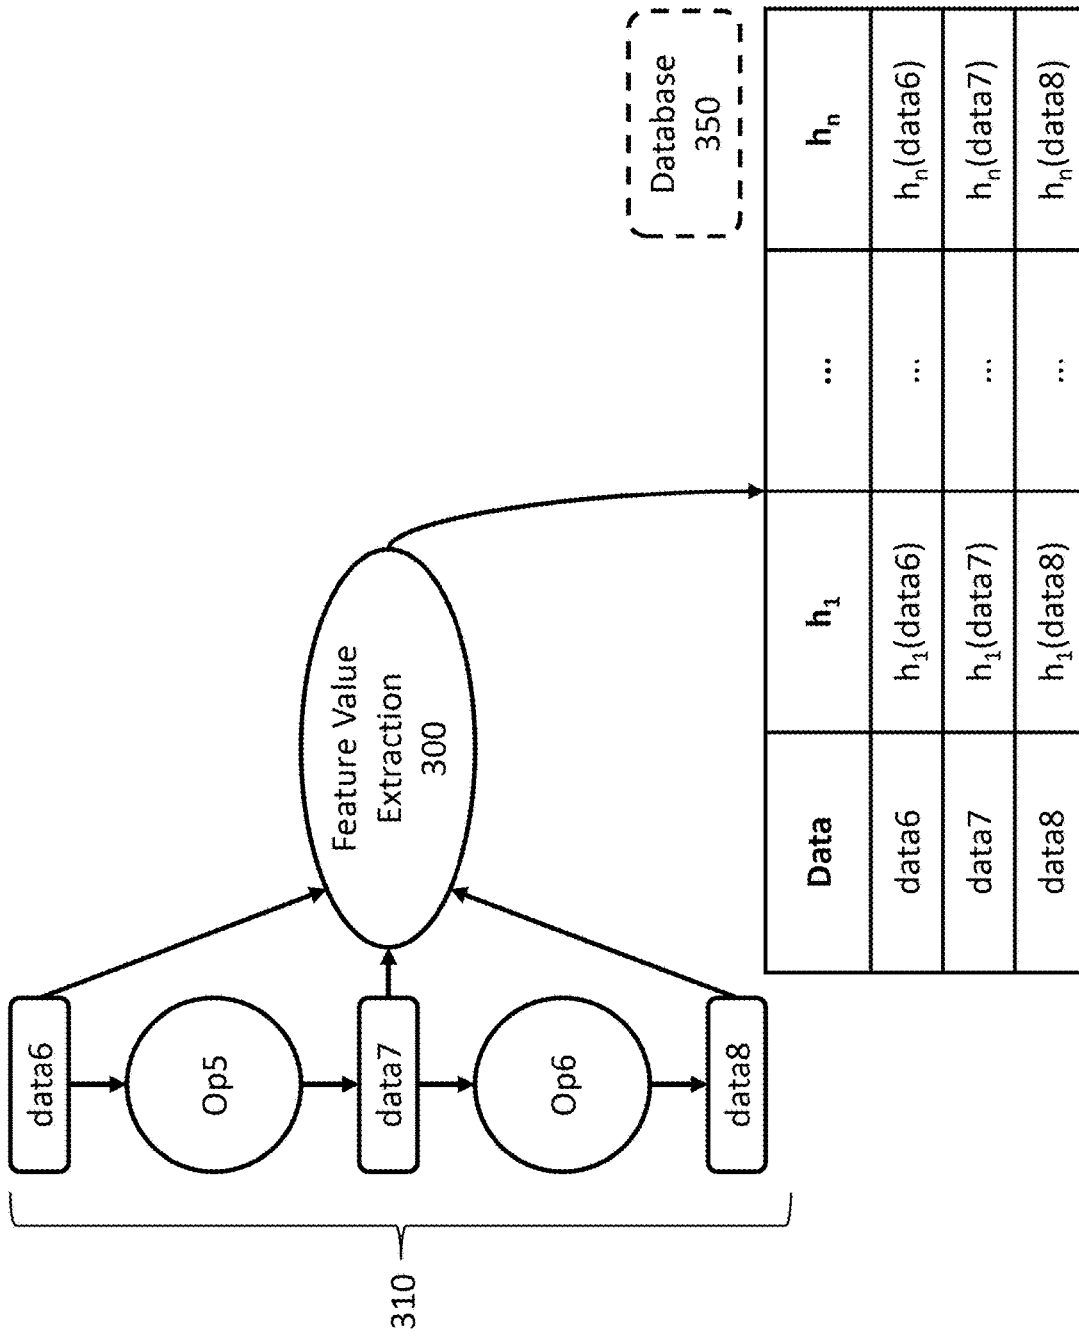 310
data6
Op5
data7
Op6
data8
Feature Value
Extraction
300
Database
350
Data h₁ ... hₙ
data6 h₁(data6) ... hₙ(data6)
data7 h₁(data7) ... hₙ(data7)
data8 h₁(data8) ... hₙ(data8)